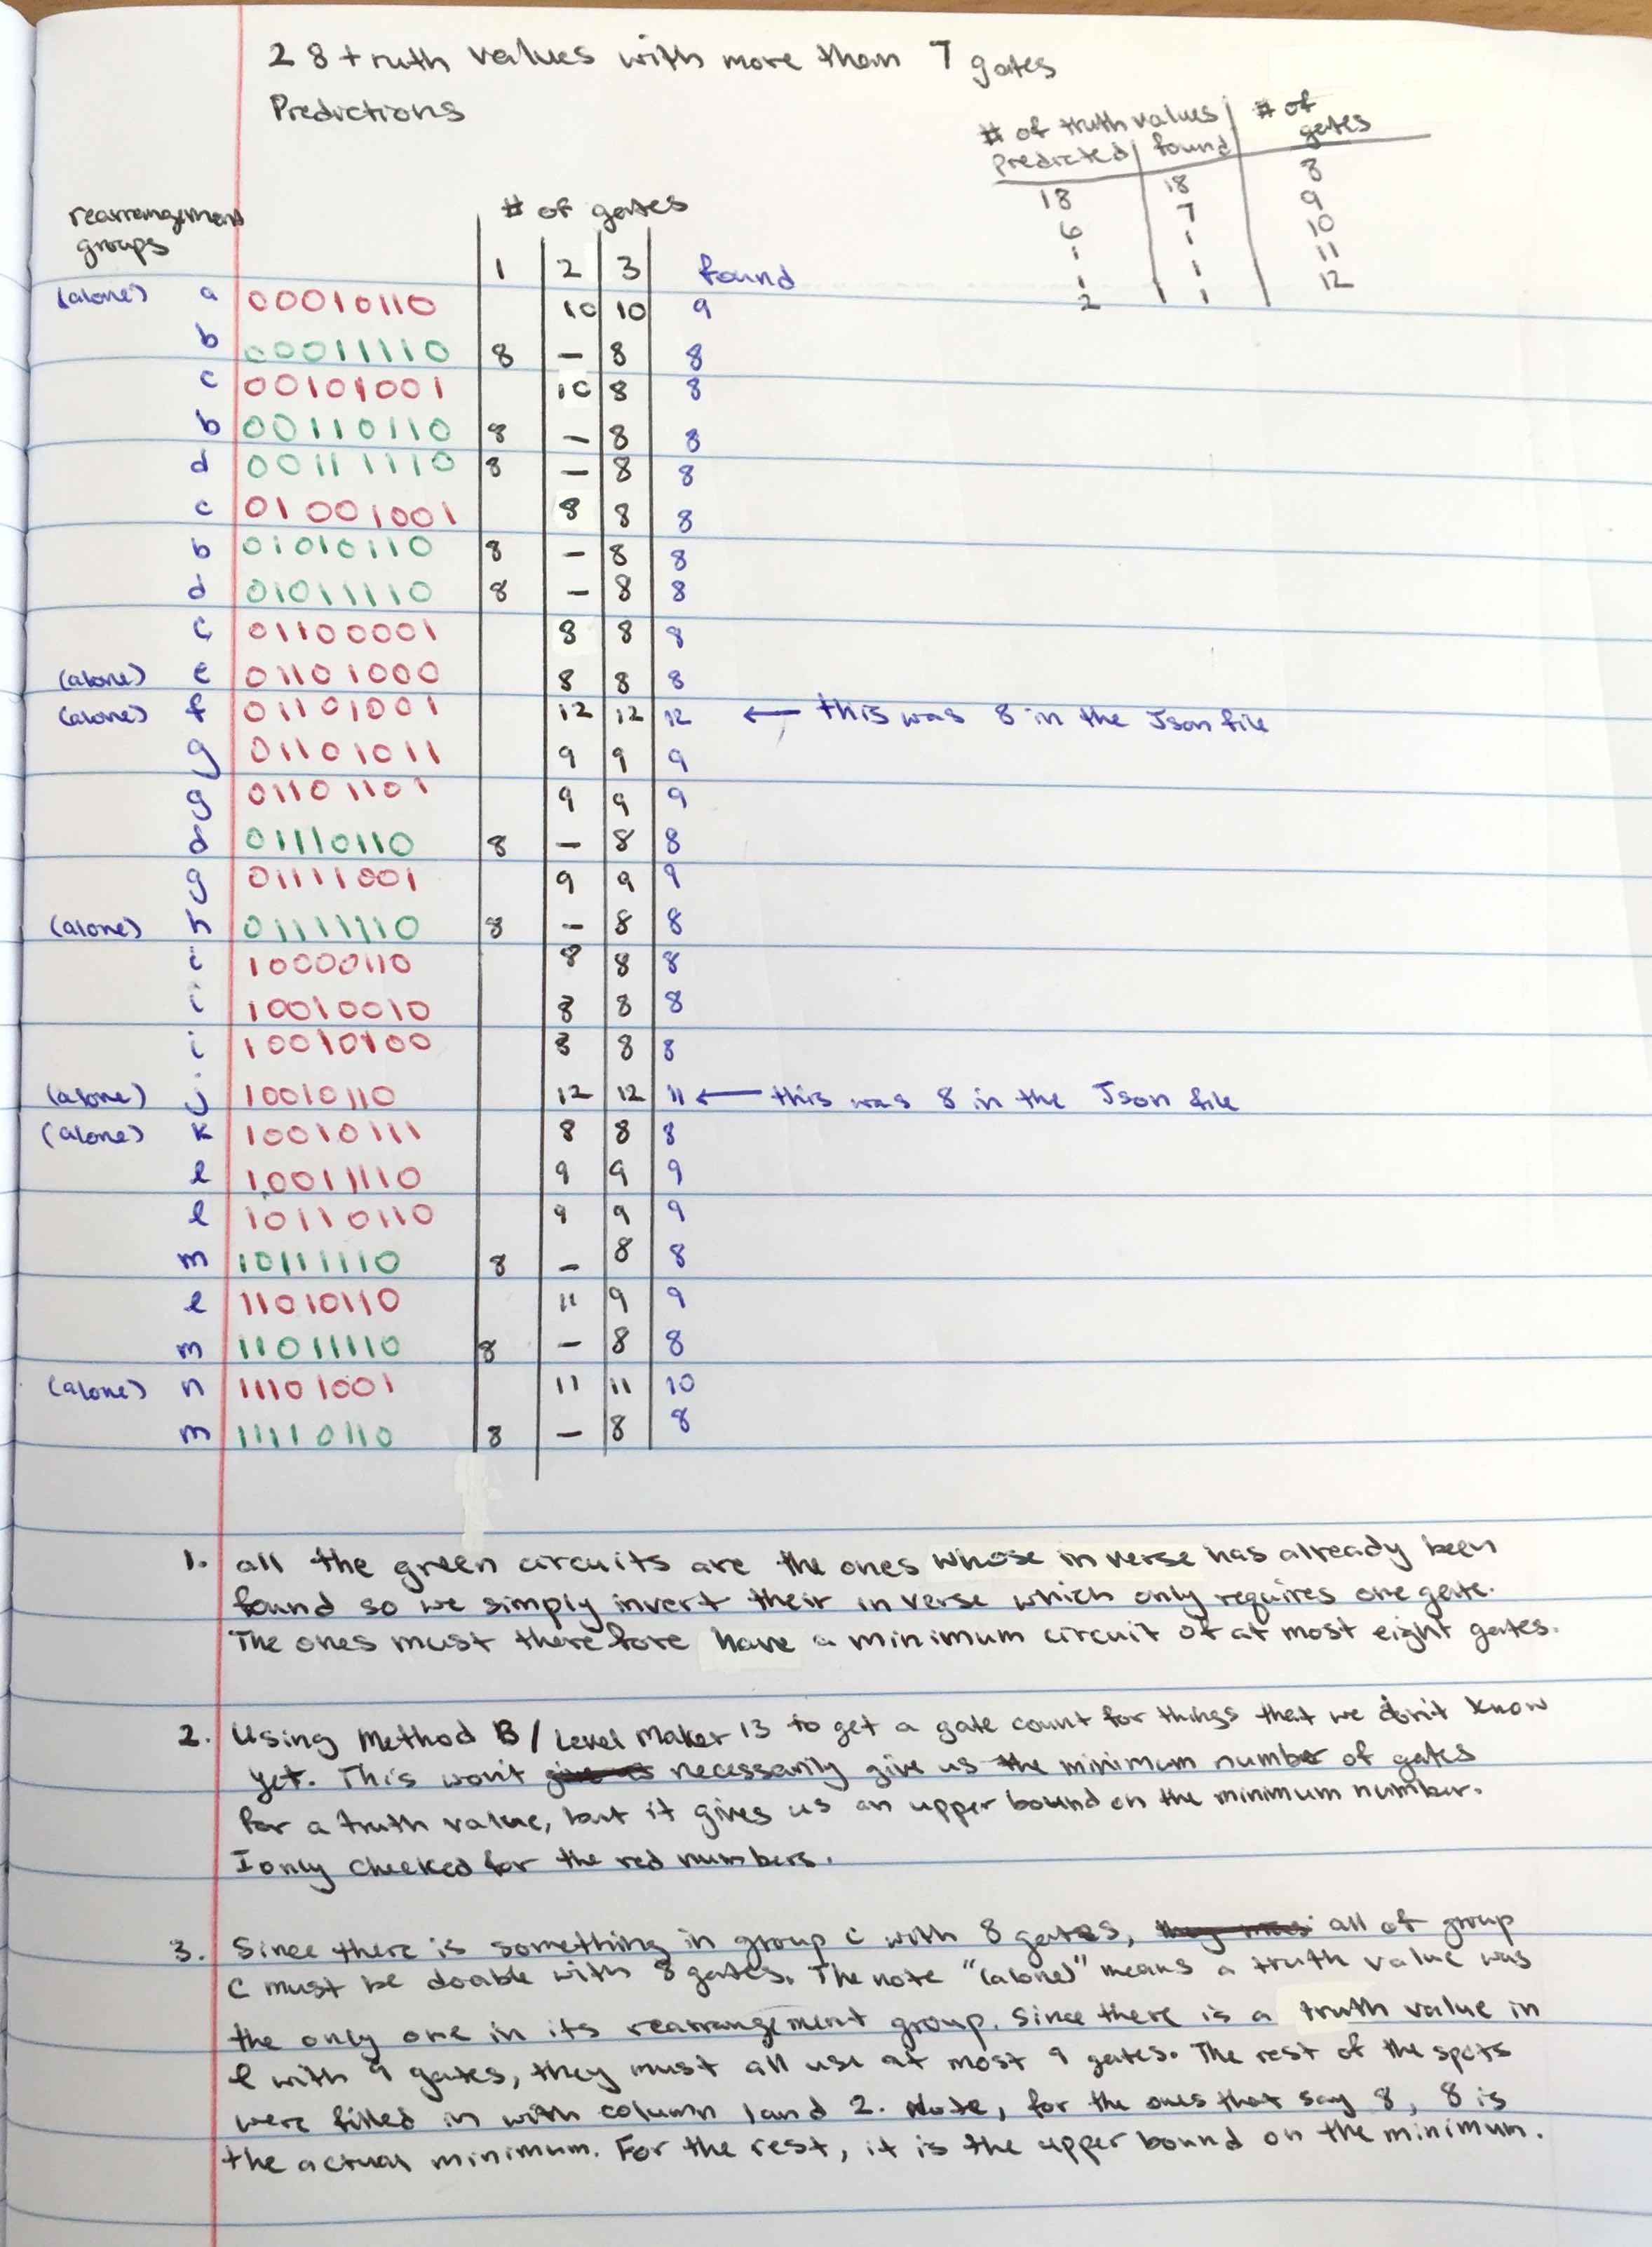 28 truth values with more than 7 gates
Predictions
# of truth values | # of gates
predicted | found
18 18 8
6 7 9
1 1 10
1 1 11
2 1 12
rearrangement groups
# of gates
1 2 3 found
(alone) a 00010110 10 10 9
b 00011110 8 – 8 8
c 00101001 10 8 8
b 00110110 8 – 8 8
d 00111110 8 – 8 8
c 01001001 8 8 8
b 01010110 8 – 8 8
d 01011110 8 – 8 8
c 01100001 8 8 8
(alone) e 01101000 8 8 8
(alone) f 01101001 12 12 12 ← this was 8 in the Json file
g 01101011 9 9 9
g 01101101 9 9 9
d 01110110 8 – 8 8
g 01111001 9 9 9
(alone) h 01111110 8 – 8 8
i 10000110 8 8 8
i 10010010 8 8 8
i 10010100 8 8 8
(alone) j 10010110 12 12 11 ← this was 8 in the Json file
(alone) k 10010111 8 8 8
l 10011110 9 9 9
l 10110110 9 9 9
m 10111110 8 – 8 8
l 11010110 11 9 9
m 11011110 8 – 8 8
(alone) n 11101001 11 11 10
m 11110110 8 – 8 8
1. all the green circuits are the ones whose inverse has already been
found so we simply invert their inverse which only requires one gate.
The ones must therefore have a minimum circuit of at most eight gates.
2. Using Method B / Level Maker 13 to get a gate count for things that we don't know
yet. This won't necessarily give us the minimum number of gates
for a truth value, but it gives us an upper bound on the minimum number.
I only checked for the red numbers.
3. Since there is something in group c with 8 gates, all of group
C must be doable with 8 gates. The note "(alone)" means a truth value was
the only one in its rearrangement group. Since there is a truth value in
l with 9 gates, they must all use at most 9 gates. The rest of the spots
were filled in with column 1 and 2. Note, for the ones that say 8, 8 is
the actual minimum. For the rest, it is the upper bound on the minimum.